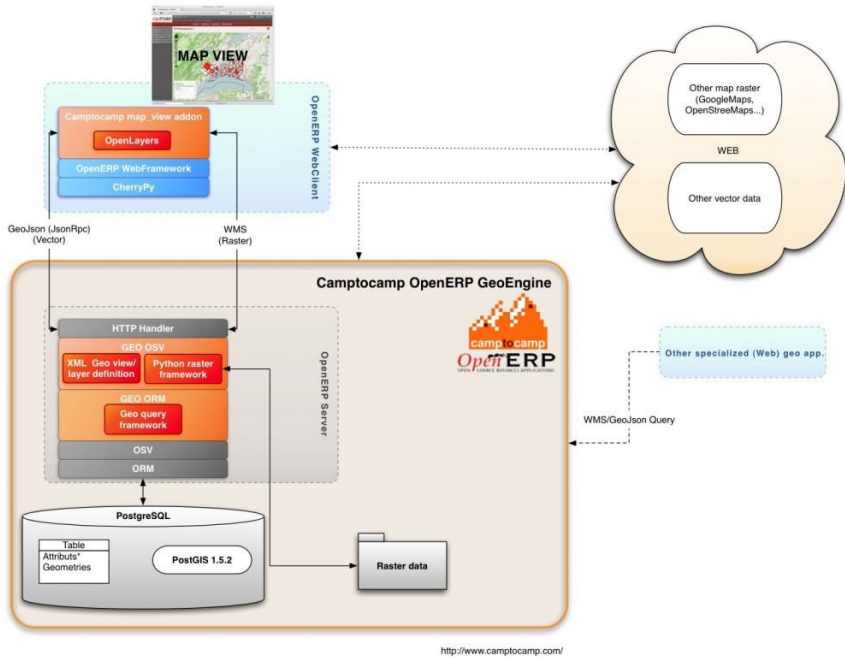 MAP VIEW
Camptocamp map_view addon
OpenLayers
OpenERP WebFramework
CherryPy
OpenERP WebClient
Other map raster
(GoogleMaps,
OpenStreeMaps...)
WEB
Other vector data
GeoJson (JsonRpc)
(Vector)
WMS
(Raster)
Camptocamp OpenERP GeoEngine
camptocamp
OpenERP
OPEN SOURCE BUSINESS APPLICATIONS
HTTP Handler
GEO OSV
XML Geo view/
layer definition
Python raster
framework
GEO ORM
Geo query
framework
OSV
ORM
OpenERP Server
Other specialized (Web) geo app.
WMS/GeoJson Query
PostgreSQL
Table
Attributs*
Geometries
PostGIS 1.5.2
Raster data
http://www.camptocamp.com/